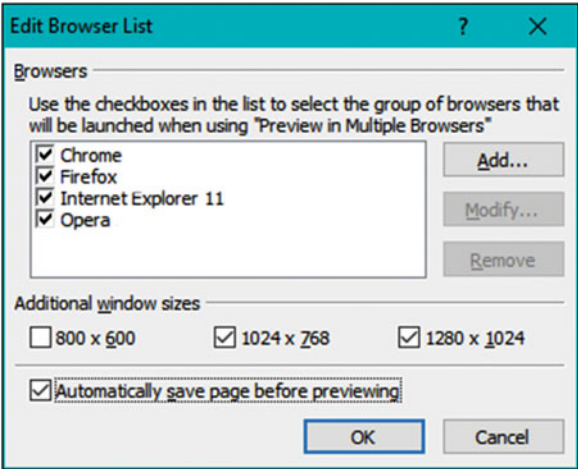 Edit Browser List ?
Browsers
Use the checkboxes in the list to select the group of browsers that
will be launched when using "Preview in Multiple Browsers"
Chrome
Firefox
Internet Explorer 11
Opera
Add...
Modify...
Remove
Additional window sizes
800 x 600 1024 x 768 1280 x 1024
Automatically save page before previewing
OK Cancel